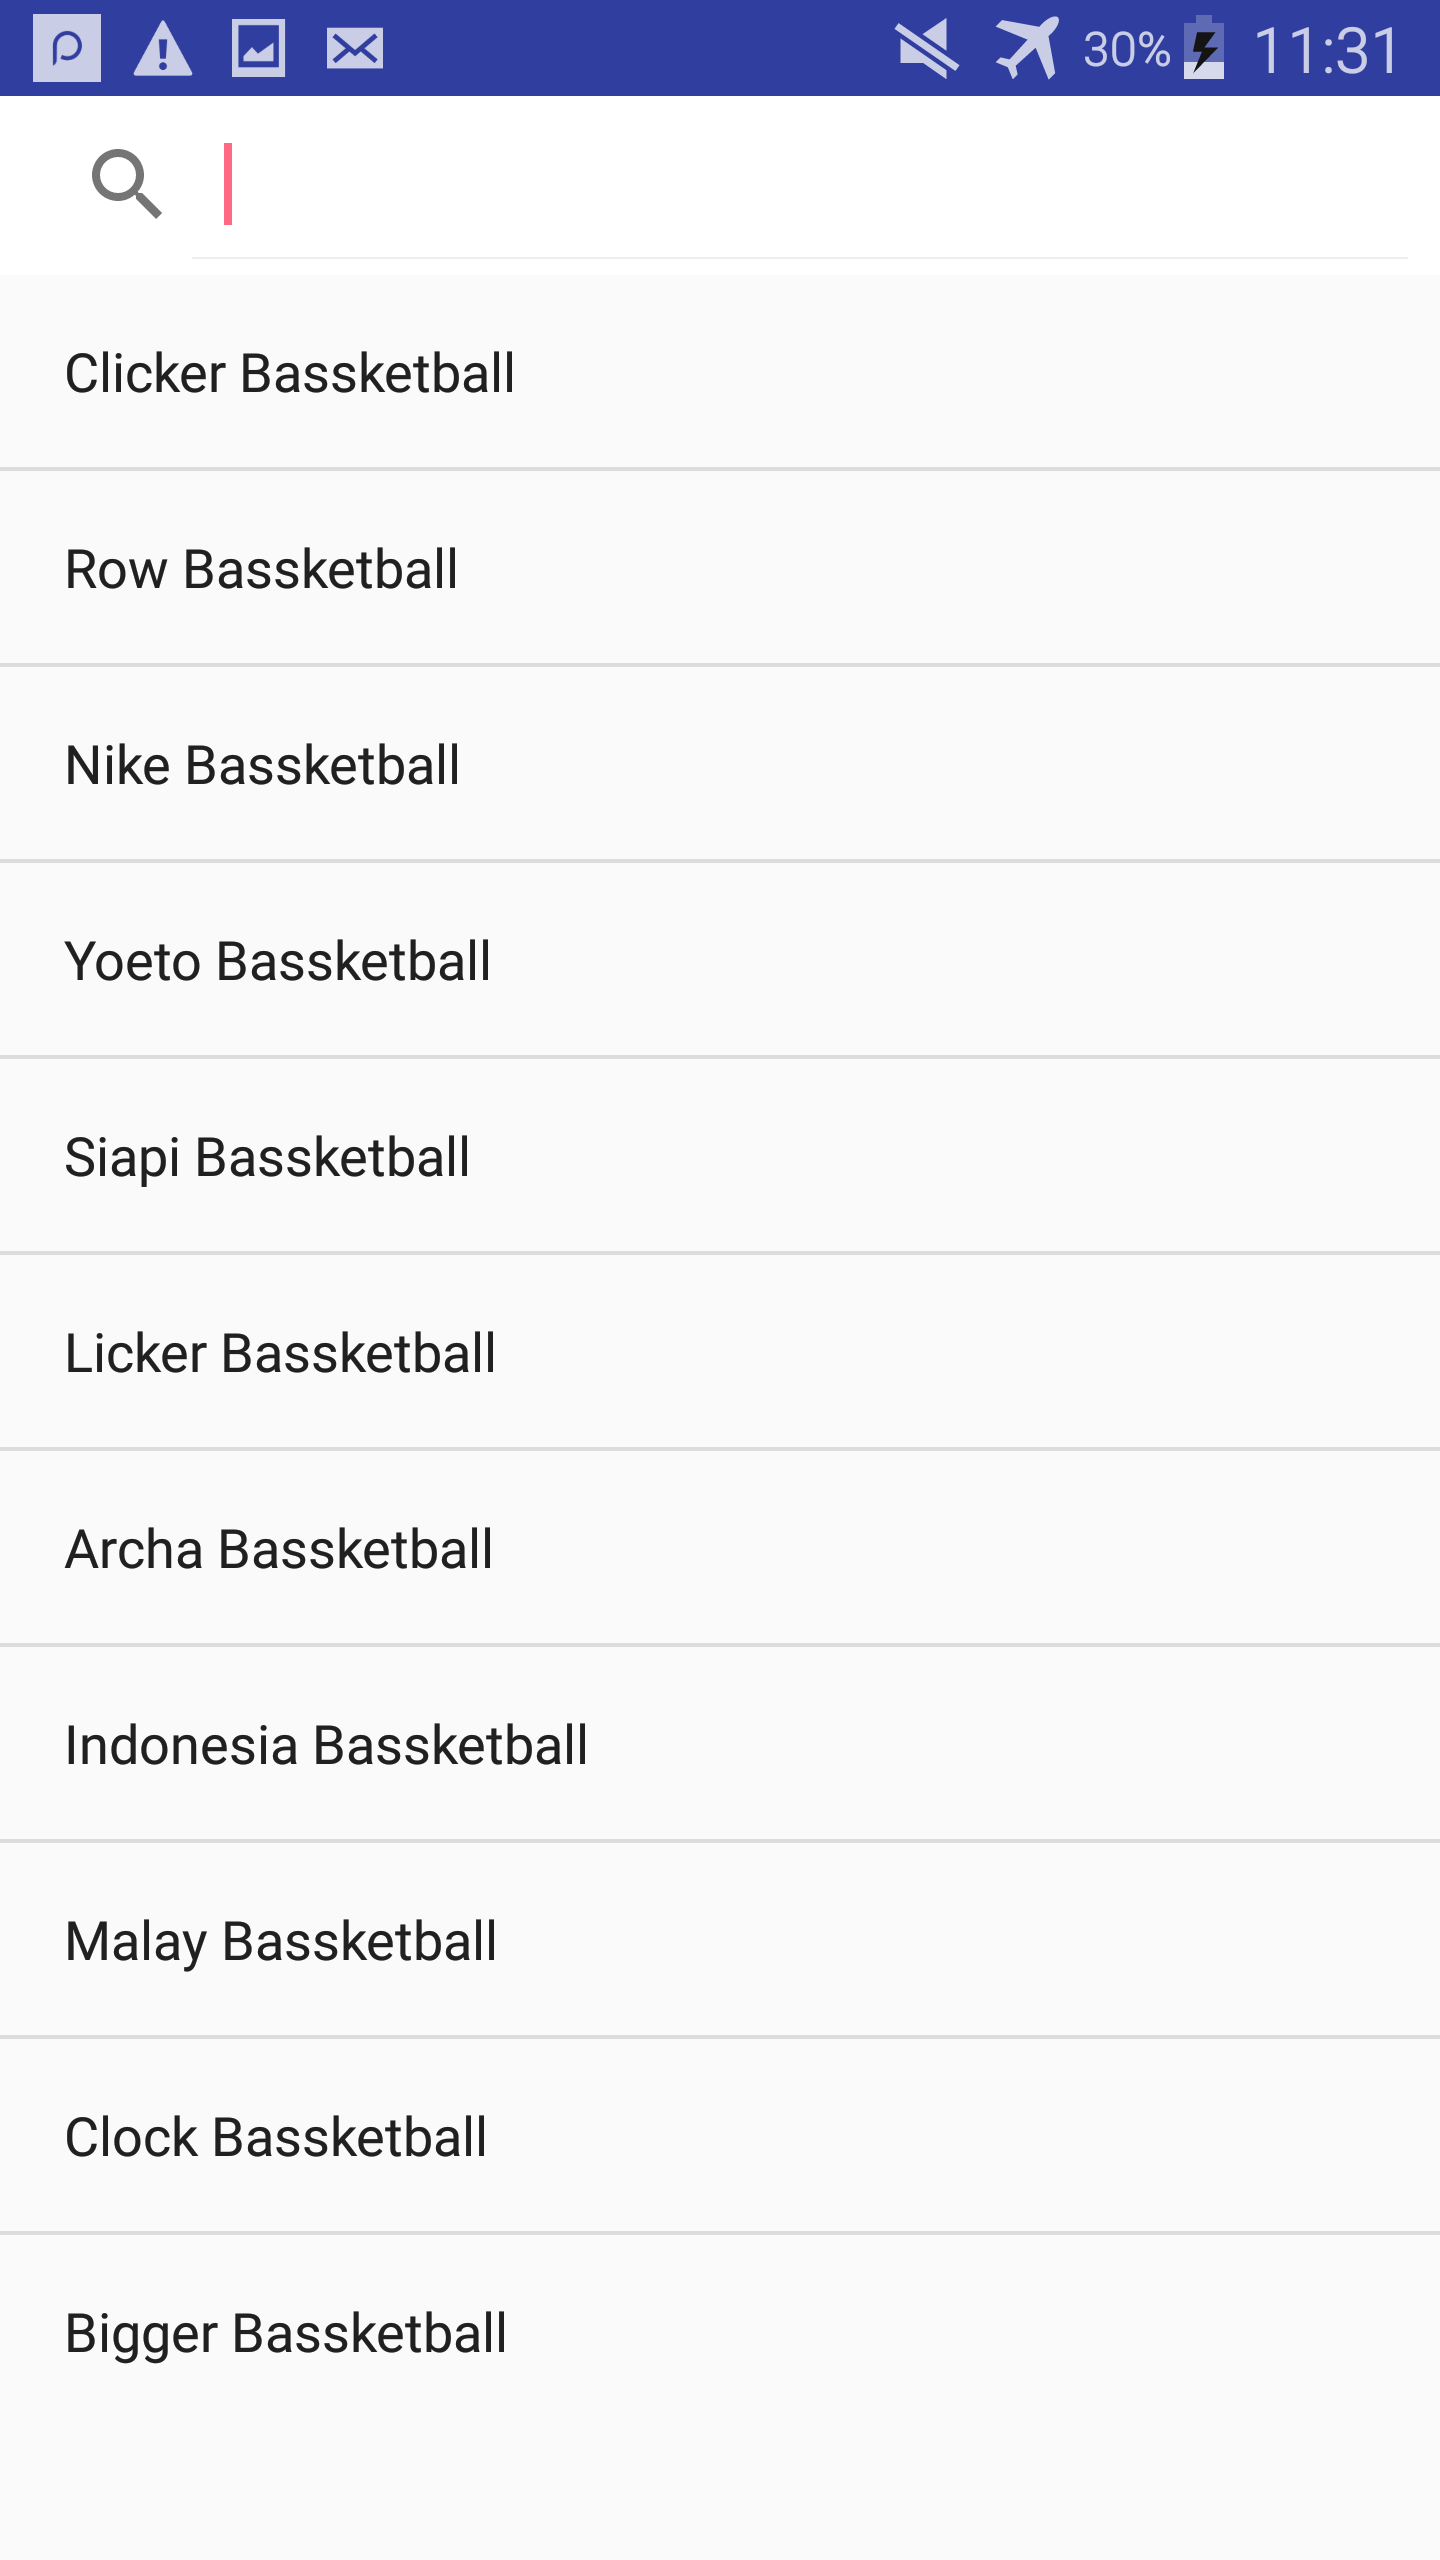 30% 11:31
Clicker Bassketball
Row Bassketball
Nike Bassketball
Yoeto Bassketball
Siapi Bassketball
Licker Bassketball
Archa Bassketball
Indonesia Bassketball
Malay Bassketball
Clock Bassketball
Bigger Bassketball